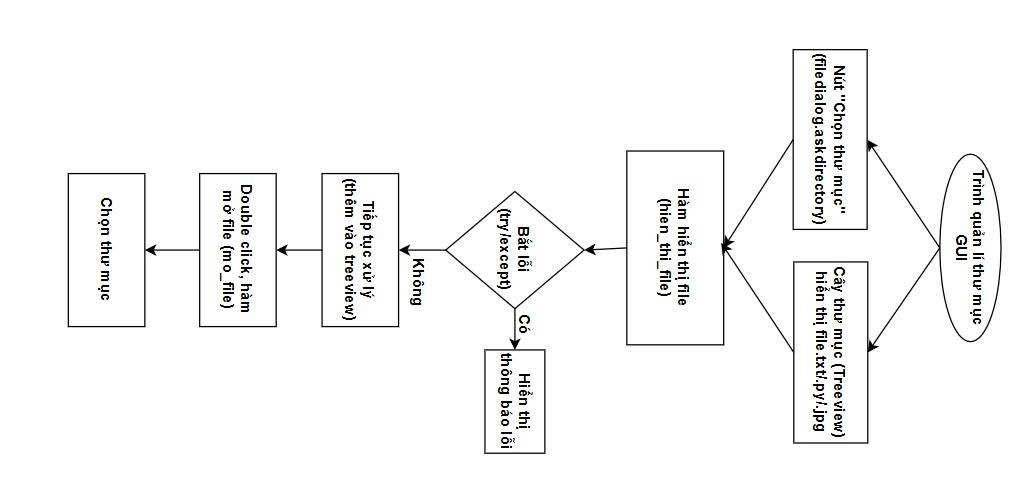 Trình quản lí thư mục
GUI
Nút "Chọn thư mục"
(filedialog.askdirectory)
Cây thư mục (Treeview)
hiển thị file.txt/.py/.jpg
Hàm hiển thị file
(hien_thi_file)
Bắt lỗi
(try/except)
Có
Hiển thị
thông báo lỗi
Không
Tiếp tục xử lý
(thêm vào treeview)
Double click, hàm
mở file (mo_file)
Chọn thư mục